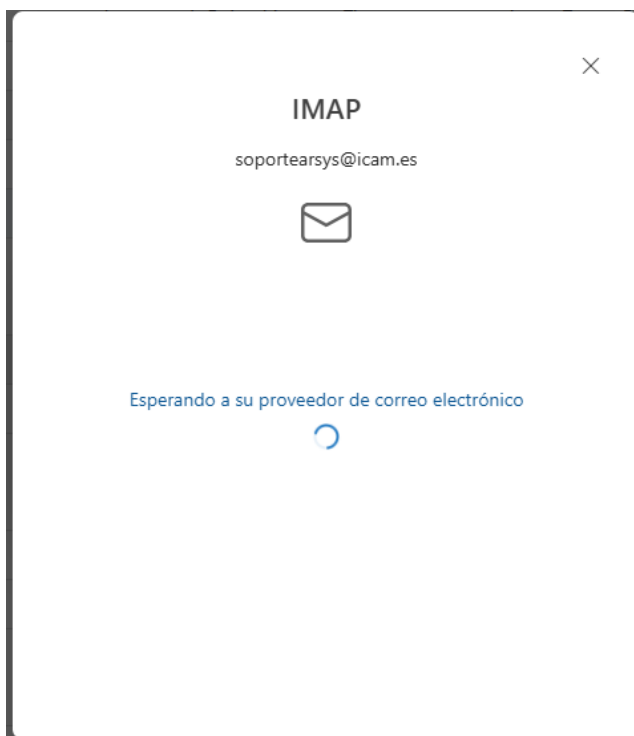 IMAP
soportearsys@icam.es
Esperando a su proveedor de correo electrónico